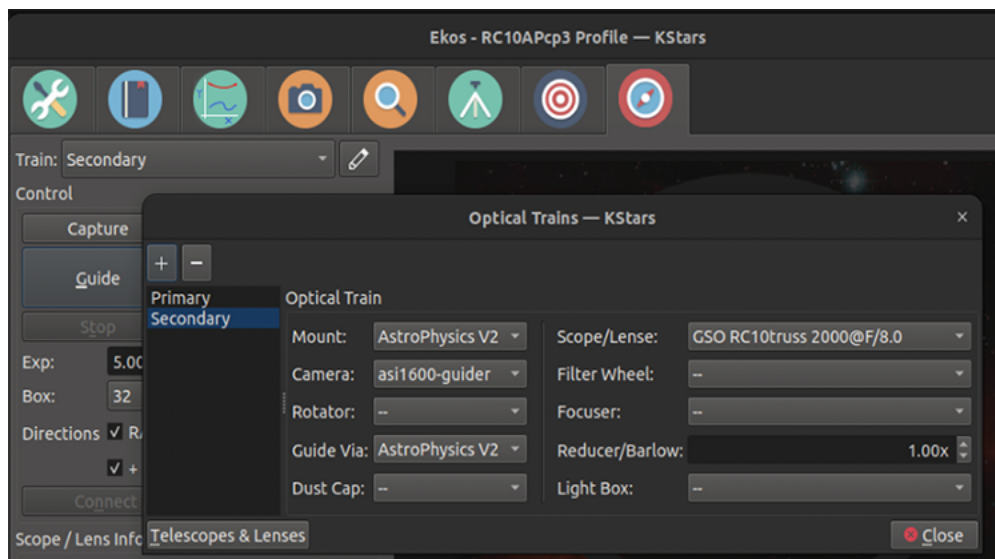 Ekos - RC10APcp3 Profile — KStars
Train: Secondary
Control
Capture
Guide
Stop
Exp: 5.00
Box: 32
Directions R
+
Connect
Scope / Lens Info
Optical Trains — KStars
+ −
Primary
Secondary
Optical Train
Mount: AstroPhysics V2 Scope/Lense: GSO RC10truss 2000@F/8.0
Camera: asi1600-guider Filter Wheel: --
Rotator: -- Focuser: --
Guide Via: AstroPhysics V2 Reducer/Barlow: 1.00x
Dust Cap: -- Light Box: --
Telescopes & Lenses Close